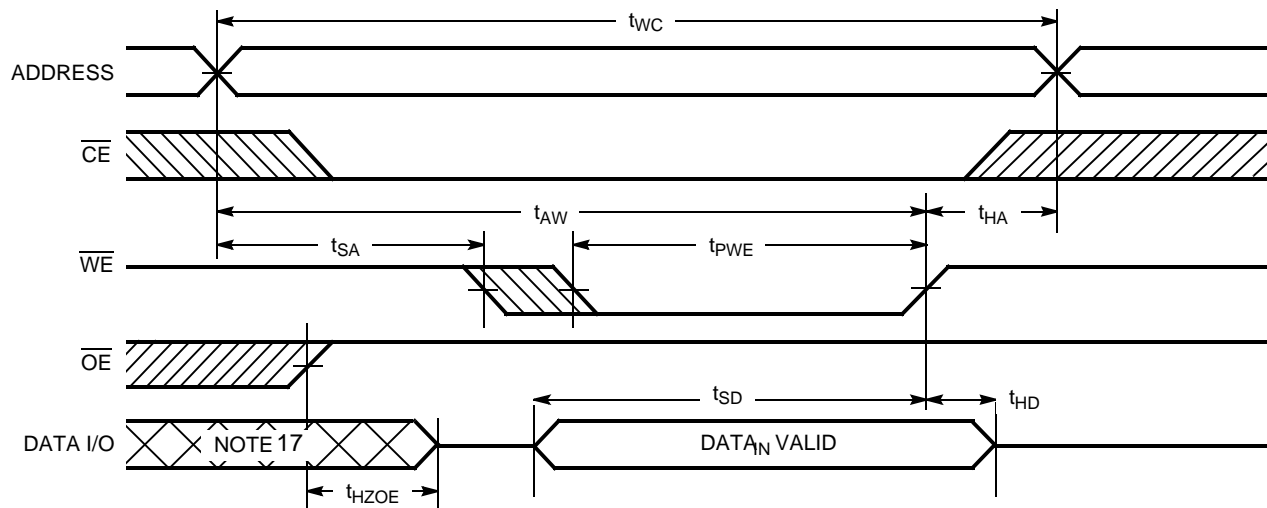 tWC
ADDRESS
CE
tAW
tHA
tSA
tPWE
WE
OE
tSD
tHD
DATA I/O
NOTE 17
DATAIN VALID
tHZOE